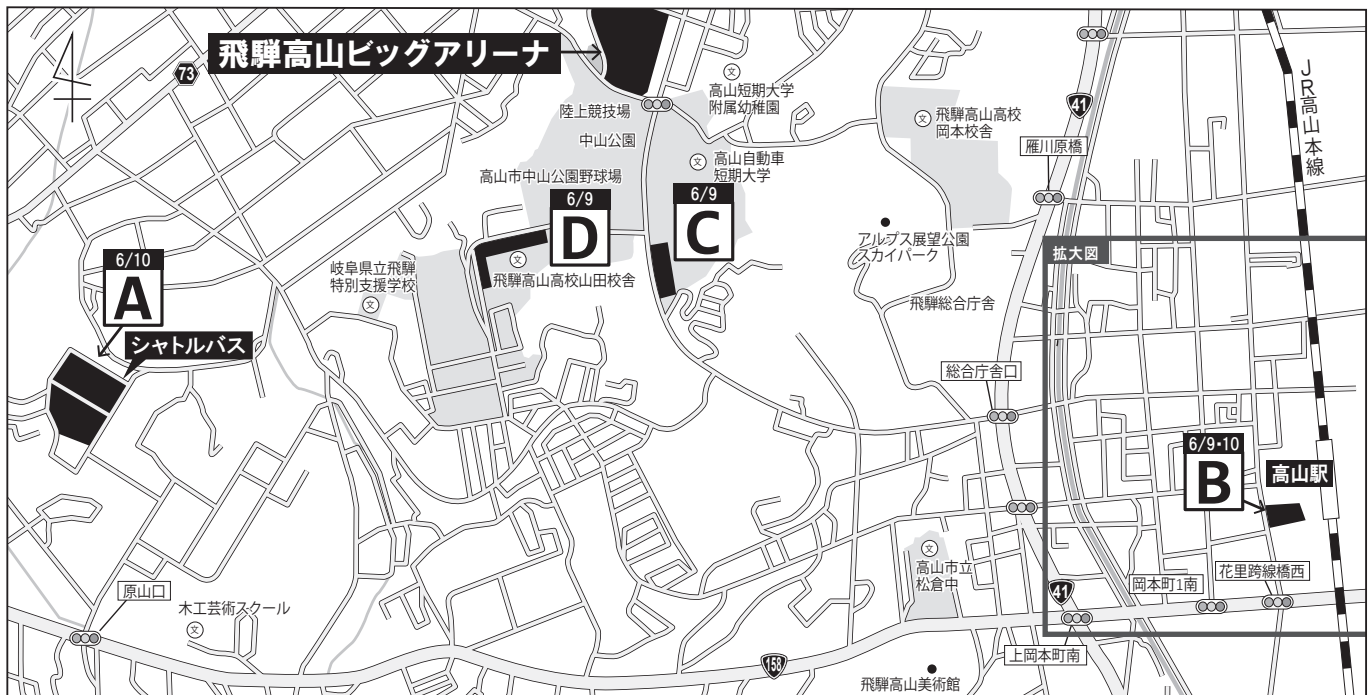 飛騨高山ビッグアリーナ
73
陸上競技場
中山公園
高山市中山公園野球場
高山短期大学
附属幼稚園
文
高山自動車
短期大学
文
飛騨高山高校
岡本校舎
文
41
雁川原橋
JR高山本線
6/9
D
6/9
C
アルプス展望公園
スカイパーク
拡大図
6/10
A
シャトルバス
岐阜県立飛騨
特別支援学校
文
文
飛騨高山高校山田校舎
飛騨総合庁舎
総合庁舎口
6/9・10
B
高山駅
原山口
木工芸術スクール
文
文
高山市立
松倉中
41
岡本町1南
花里跨線橋西
上岡本町南
158
飛騨高山美術館